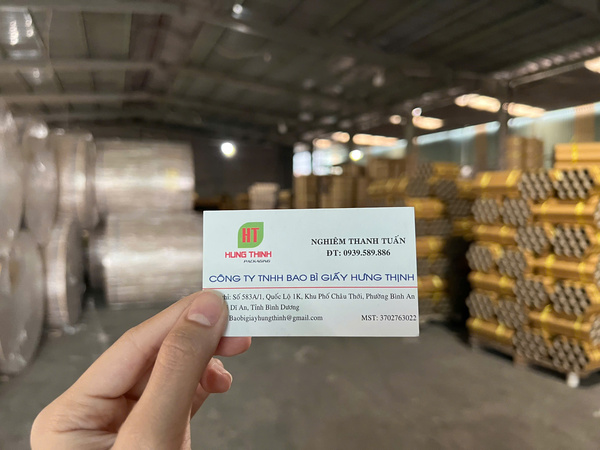 HT
HUNG THINH
PACKAGING
NGHIÊM THANH TUẤN
ĐT: 0939.589.886
CÔNG TY TNHH BAO BÌ GIẤY HƯNG THỊNH
hỉ: Số 583A/1, Quốc Lộ 1K, Khu Phố Châu Thới, Phường Bình An
Dĩ An, Tỉnh Bình Dương
Baobigiayhungthinh@gmail.com MST: 3702763022